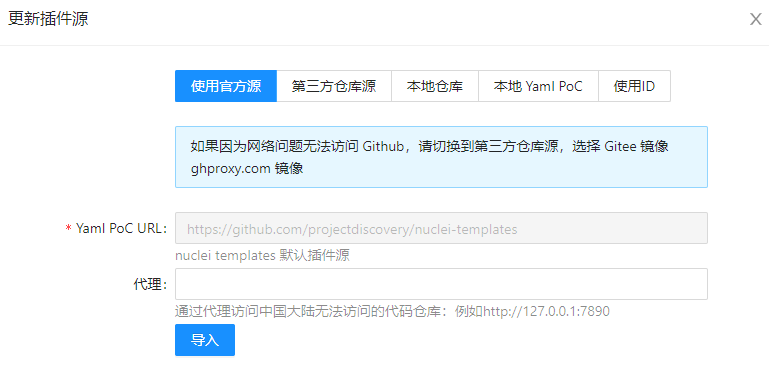 更新插件源
使用官方源 第三方仓库源 本地仓库 本地 Yaml PoC 使用ID
如果因为网络问题无法访问 Github，请切换到第三方仓库源，选择 Gitee 镜像
ghproxy.com 镜像
* Yaml PoC URL: https://github.com/projectdiscovery/nuclei-templates
nuclei templates 默认插件源
代理:
通过代理访问中国大陆无法访问的代码仓库：例如http://127.0.0.1:7890
导入